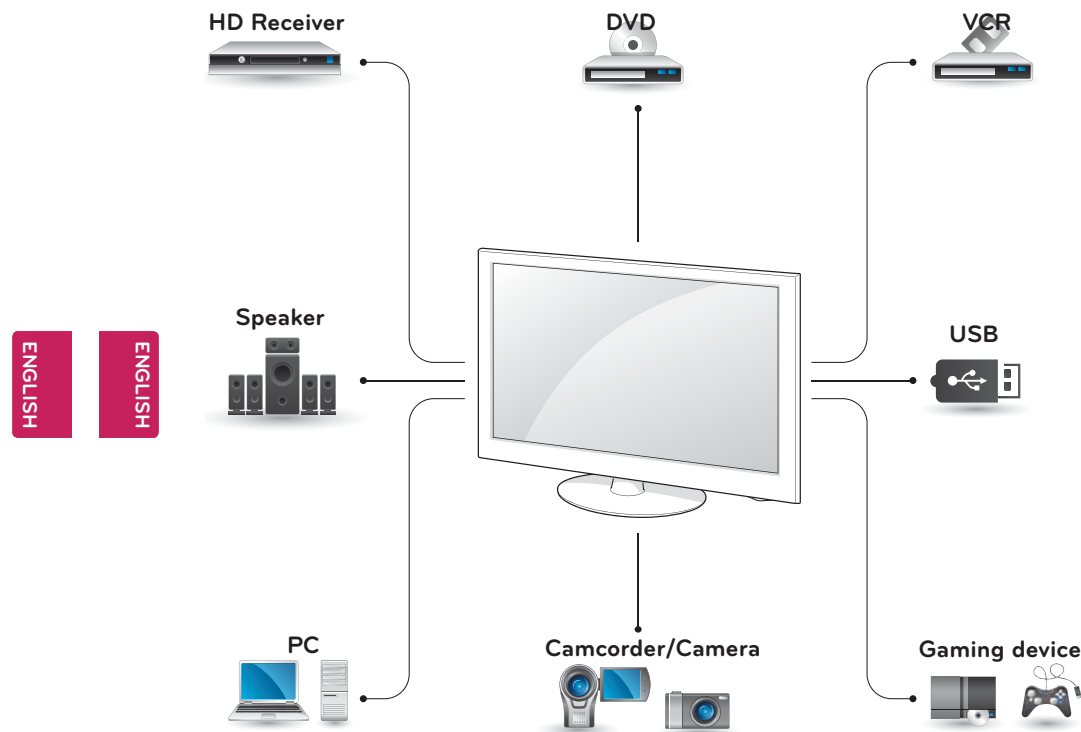 HD Receiver
DVD
VCR
Speaker
USB
ENGLISH
ENGLISH
PC
Camcorder/Camera
Gaming device